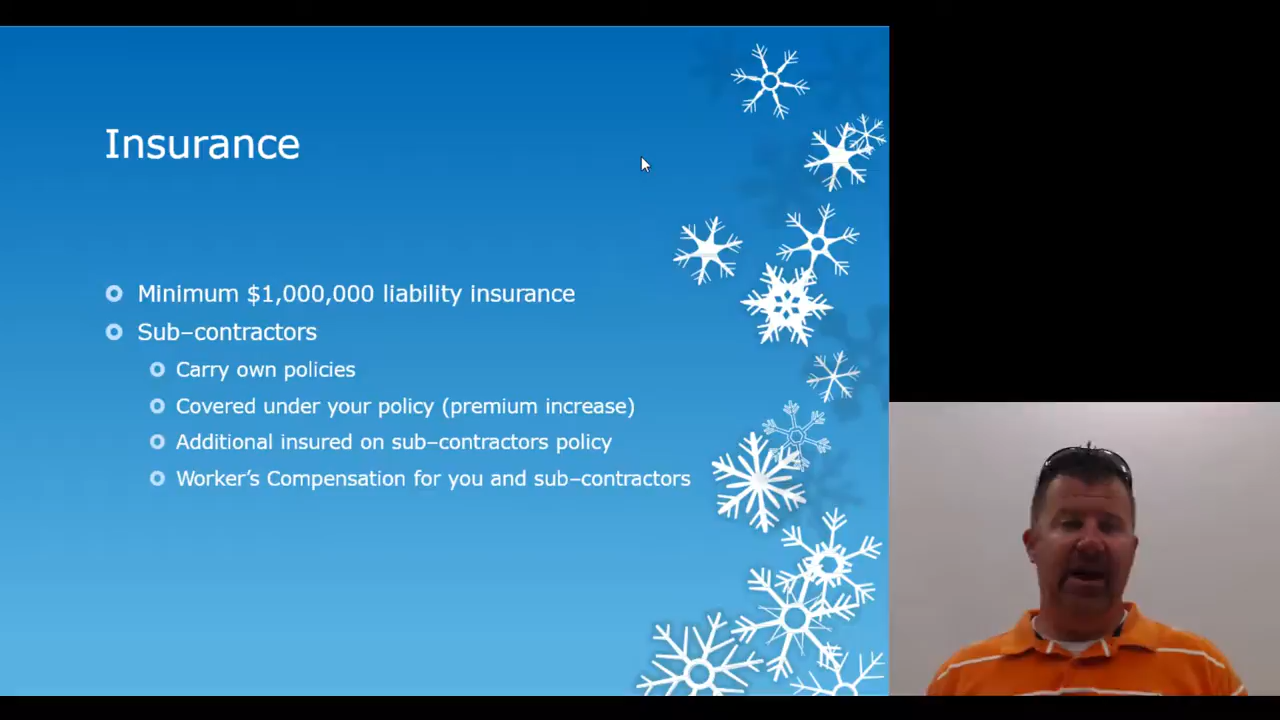 Insurance
Minimum $1,000,000 liability insurance
Sub–contractors
Carry own policies
Covered under your policy (premium increase)
Additional insured on sub–contractors policy
Worker’s Compensation for you and sub–contractors